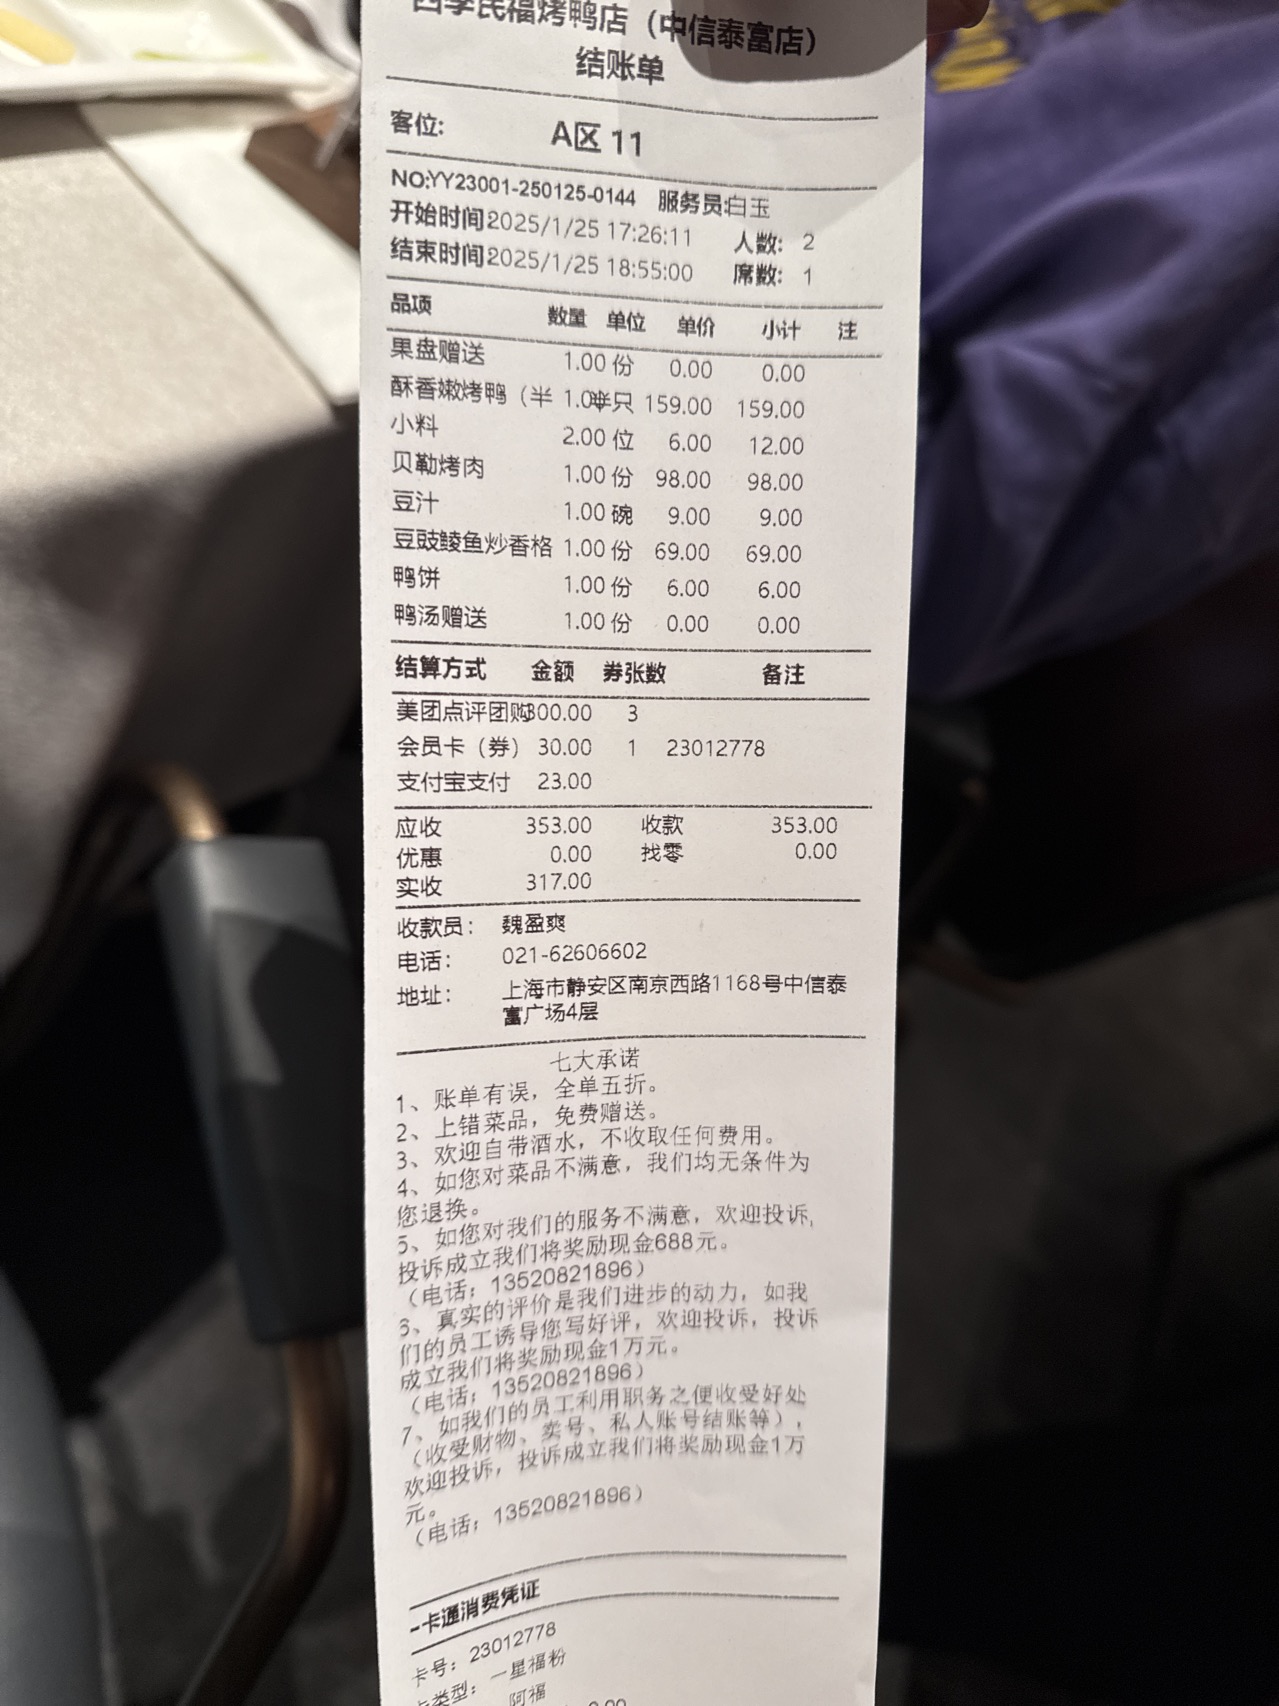 四季民福烤鸭店（中信泰富店）
结账单
客位: A区 11
NO:YY23001-250125-0144 服务员:白玉
开始时间2025/1/25 17:26:11 人数: 2
结束时间2025/1/25 18:55:00 席数: 1
品项 数量 单位 单价 小计 注
果盘赠送 1.00 份 0.00 0.00
酥香嫩烤鸭（半 1.00半只 159.00 159.00
小料 2.00 位 6.00 12.00
贝勒烤肉 1.00 份 98.00 98.00
豆汁 1.00 碗 9.00 9.00
豆豉鲮鱼炒香格 1.00 份 69.00 69.00
鸭饼 1.00 份 6.00 6.00
鸭汤赠送 1.00 份 0.00 0.00
结算方式 金额 券张数 备注
美团点评团购300.00 3
会员卡（券） 30.00 1 23012778
支付宝支付 23.00
应收 353.00 收款 353.00
优惠 0.00 找零 0.00
实收 317.00
收款员： 魏盈爽
电话： 021-62606602
地址： 上海市静安区南京西路1168号中信泰
富广场4层
七大承诺
1、账单有误，全单五折。
2、上错菜品，免费赠送。
3、欢迎自带酒水，不收取任何费用。
4、如您对菜品不满意，我们均无条件为
您退换。
5、如您对我们的服务不满意，欢迎投诉,
投诉成立我们将奖励现金688元。
（电话；13520821896）
6、真实的评价是我们进步的动力，如我
们的员工诱导您写好评，欢迎投诉，投诉
成立我们将奖励现金1万元。
（电话；13520821896）
7、如我们的员工利用职务之便收受好处
（收受财物、卖号、私人账号结账等），
欢迎投诉，投诉成立我们将奖励现金1万
元。
（电话；13520821896）
一卡通消费凭证
卡号：23012778
卡类型： 一星福粉
阿福